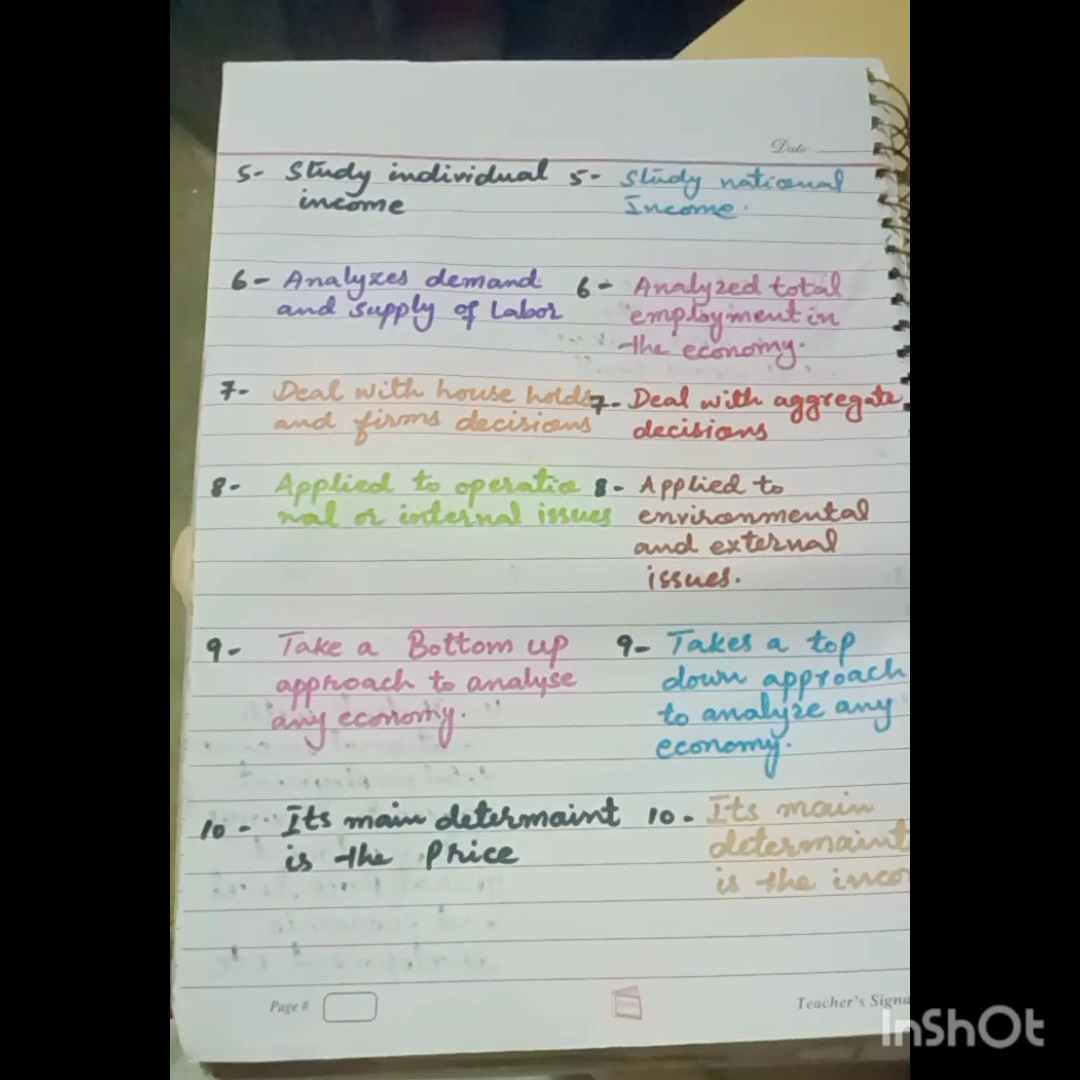 Date:
5- Study individual
income
5- Study national
Income.
6- Analyzes demand
and supply of Labor
6- Analyzed total
employment in
the economy.
7- Deal with house holds
and firms decisions
7- Deal with aggregate
decisions
8- Applied to operatio
nal or internal issues
8- Applied to
environmental
and external
issues.
9- Take a Bottom up
approach to analyse
any economy.
9- Takes a top
down approach
to analyze any
economy.
10- Its main determaint
is the Price
10- Its main
determaint
is the inco
Page #
Teacher's Signa
InShOt